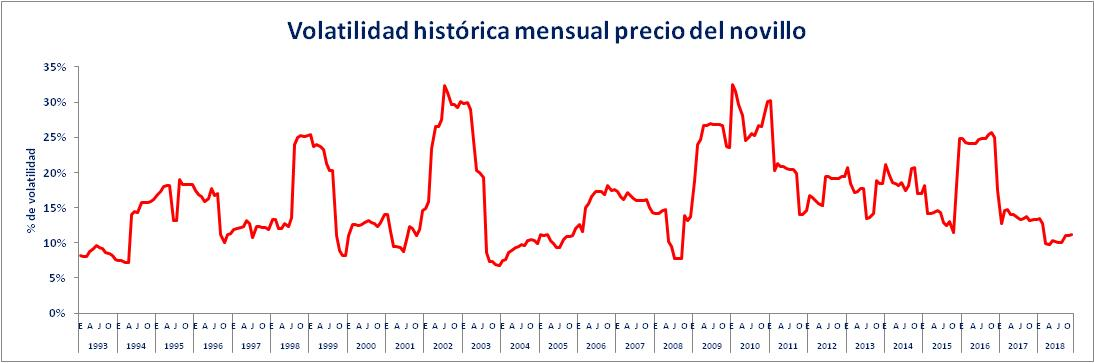 Volatilidad histórica mensual precio del novillo
% de volatilidad
35%
30%
25%
20%
15%
10%
5%
0%
E A J O E A J O E A J O E A J O E A J O E A J O E A J O E A J O E A J O E A J O E A J O E A J O E A J O E A J O E A J O E A J O E A J O E A J O E A J O E A J O E A J O E A J O E A J O E A J O E A J O E A J O
1993 1994 1995 1996 1997 1998 1999 2000 2001 2002 2003 2004 2005 2006 2007 2008 2009 2010 2011 2012 2013 2014 2015 2016 2017 2018